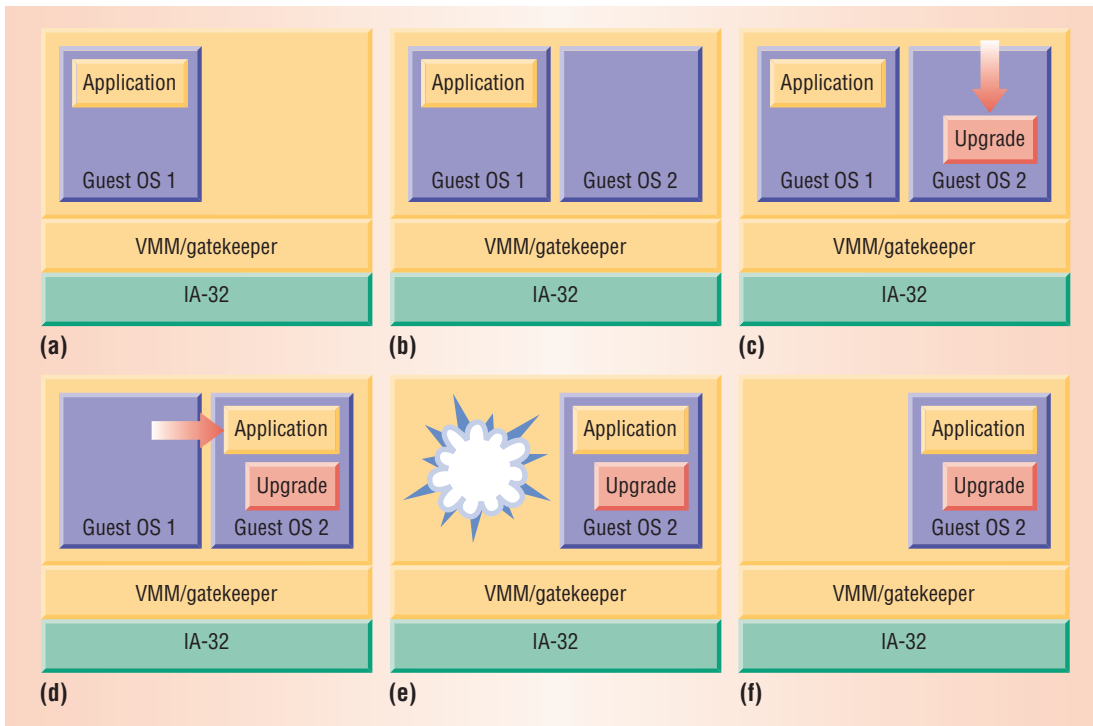 Application
Guest OS 1
VMM/gatekeeper
IA-32
(a)
Application
Guest OS 1
Guest OS 2
VMM/gatekeeper
IA-32
(b)
Application
Upgrade
Guest OS 1
Guest OS 2
VMM/gatekeeper
IA-32
(c)
Application
Upgrade
Guest OS 1
Guest OS 2
VMM/gatekeeper
IA-32
(d)
Application
Upgrade
Guest OS 2
VMM/gatekeeper
IA-32
(e)
Application
Upgrade
Guest OS 2
VMM/gatekeeper
IA-32
(f)